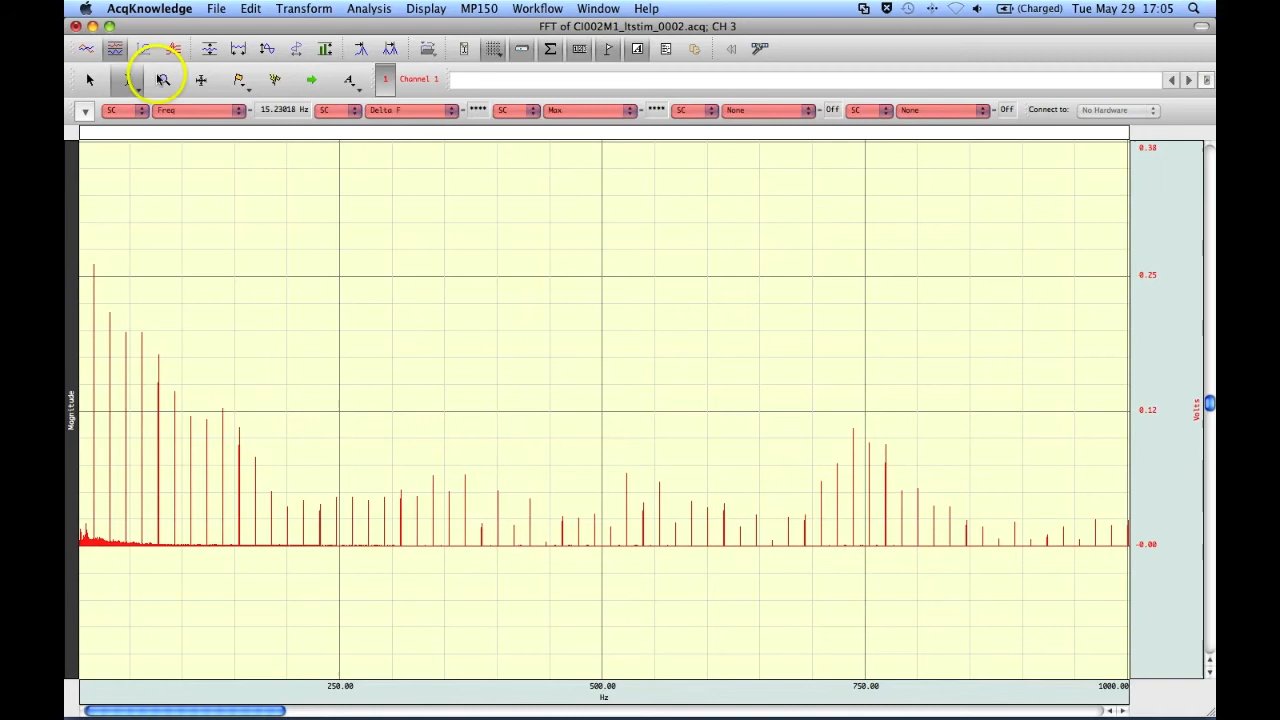 AcqKnowledge File Edit Transform Analysis Display MP150 Workflow Window Help (Charged) Tue May 29 17:05
FFT of CI002M1_ltstim_0002.acq; CH 3
1 Channel 1
SC Freq = 15.23018 Hz SC Delta F = **** SC Max = **** SC None = Off SC None = Off Connect to: No Hardware
0.38
0.25
Magnitude
0.12
Volts
-0.00
250.00 500.00 750.00 1000.00
Hz